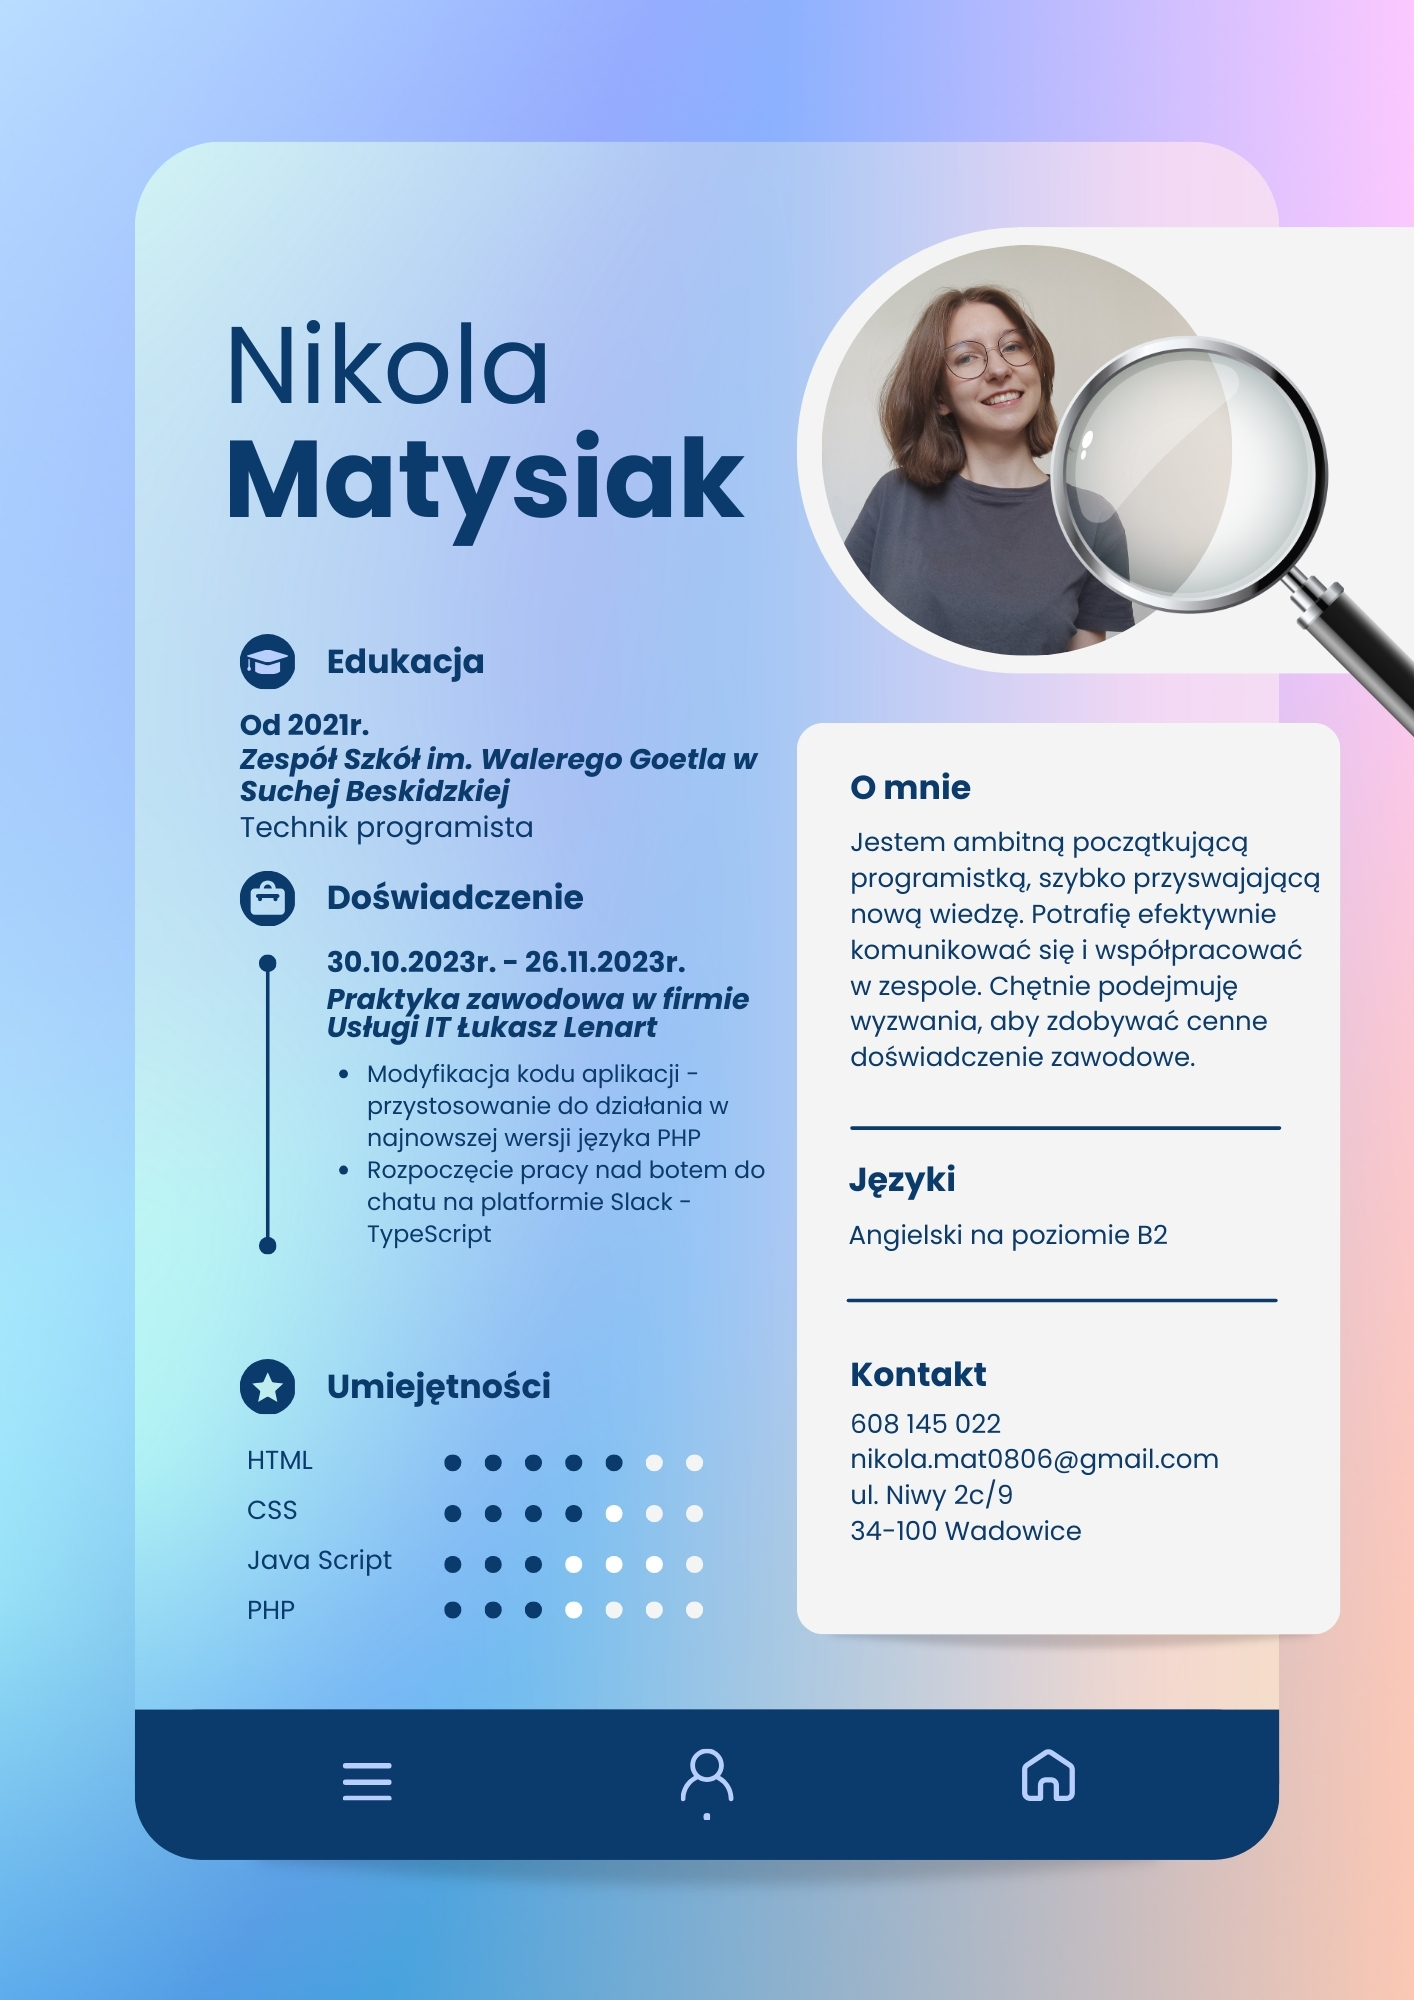 Nikola
Matysiak
Edukacja
Od 2021r.
Zespół Szkół im. Walerego Goetla w
Suchej Beskidzkiej
Technik programista
Doświadczenie
30.10.2023r. - 26.11.2023r.
Praktyka zawodowa w firmie
Usługi IT Łukasz Lenart
• Modyfikacja kodu aplikacji -
przystosowanie do działania w
najnowszej wersji języka PHP
• Rozpoczęcie pracy nad botem do
chatu na platformie Slack -
TypeScript
Umiejętności
HTML
CSS
Java Script
PHP
O mnie
Jestem ambitną początkującą
programistką, szybko przyswajającą
nową wiedzę. Potrafię efektywnie
komunikować się i współpracować
w zespole. Chętnie podejmuję
wyzwania, aby zdobywać cenne
doświadczenie zawodowe.
Języki
Angielski na poziomie B2
Kontakt
608 145 022
nikola.mat0806@gmail.com
ul. Niwy 2c/9
34-100 Wadowice